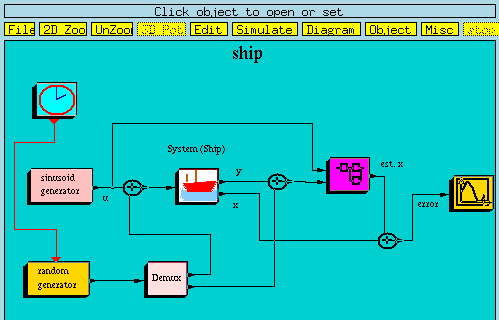 Click object to open or set
File 2D Zoo UnZoo 3D Rot Edit Simulate Diagram Object Misc stop
ship
System (Ship)
sinusoid
generator
u
y
x
est. x
error
random
generator
Demux